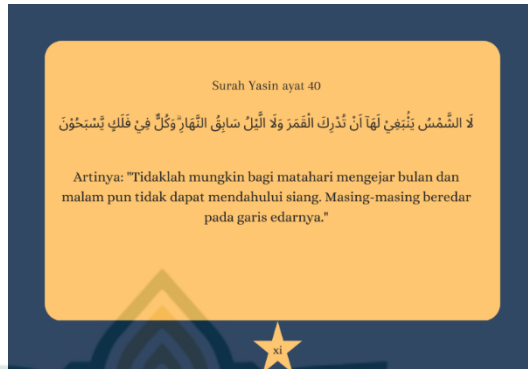 Surah Yasin ayat 40
لَا الشَّمْسُ يَنْۢبَغِيْ لَهَآ اَنْ تُدْرِكَ الْقَمَرَ وَلَا الَّيْلُ سَابِقُ النَّهَارِ ۗوَكُلٌّ فِيْ فَلَكٍ يَّسْبَحُوْنَ
Artinya: "Tidaklah mungkin bagi matahari mengejar bulan dan
malam pun tidak dapat mendahului siang. Masing-masing beredar
pada garis edarnya."
xi